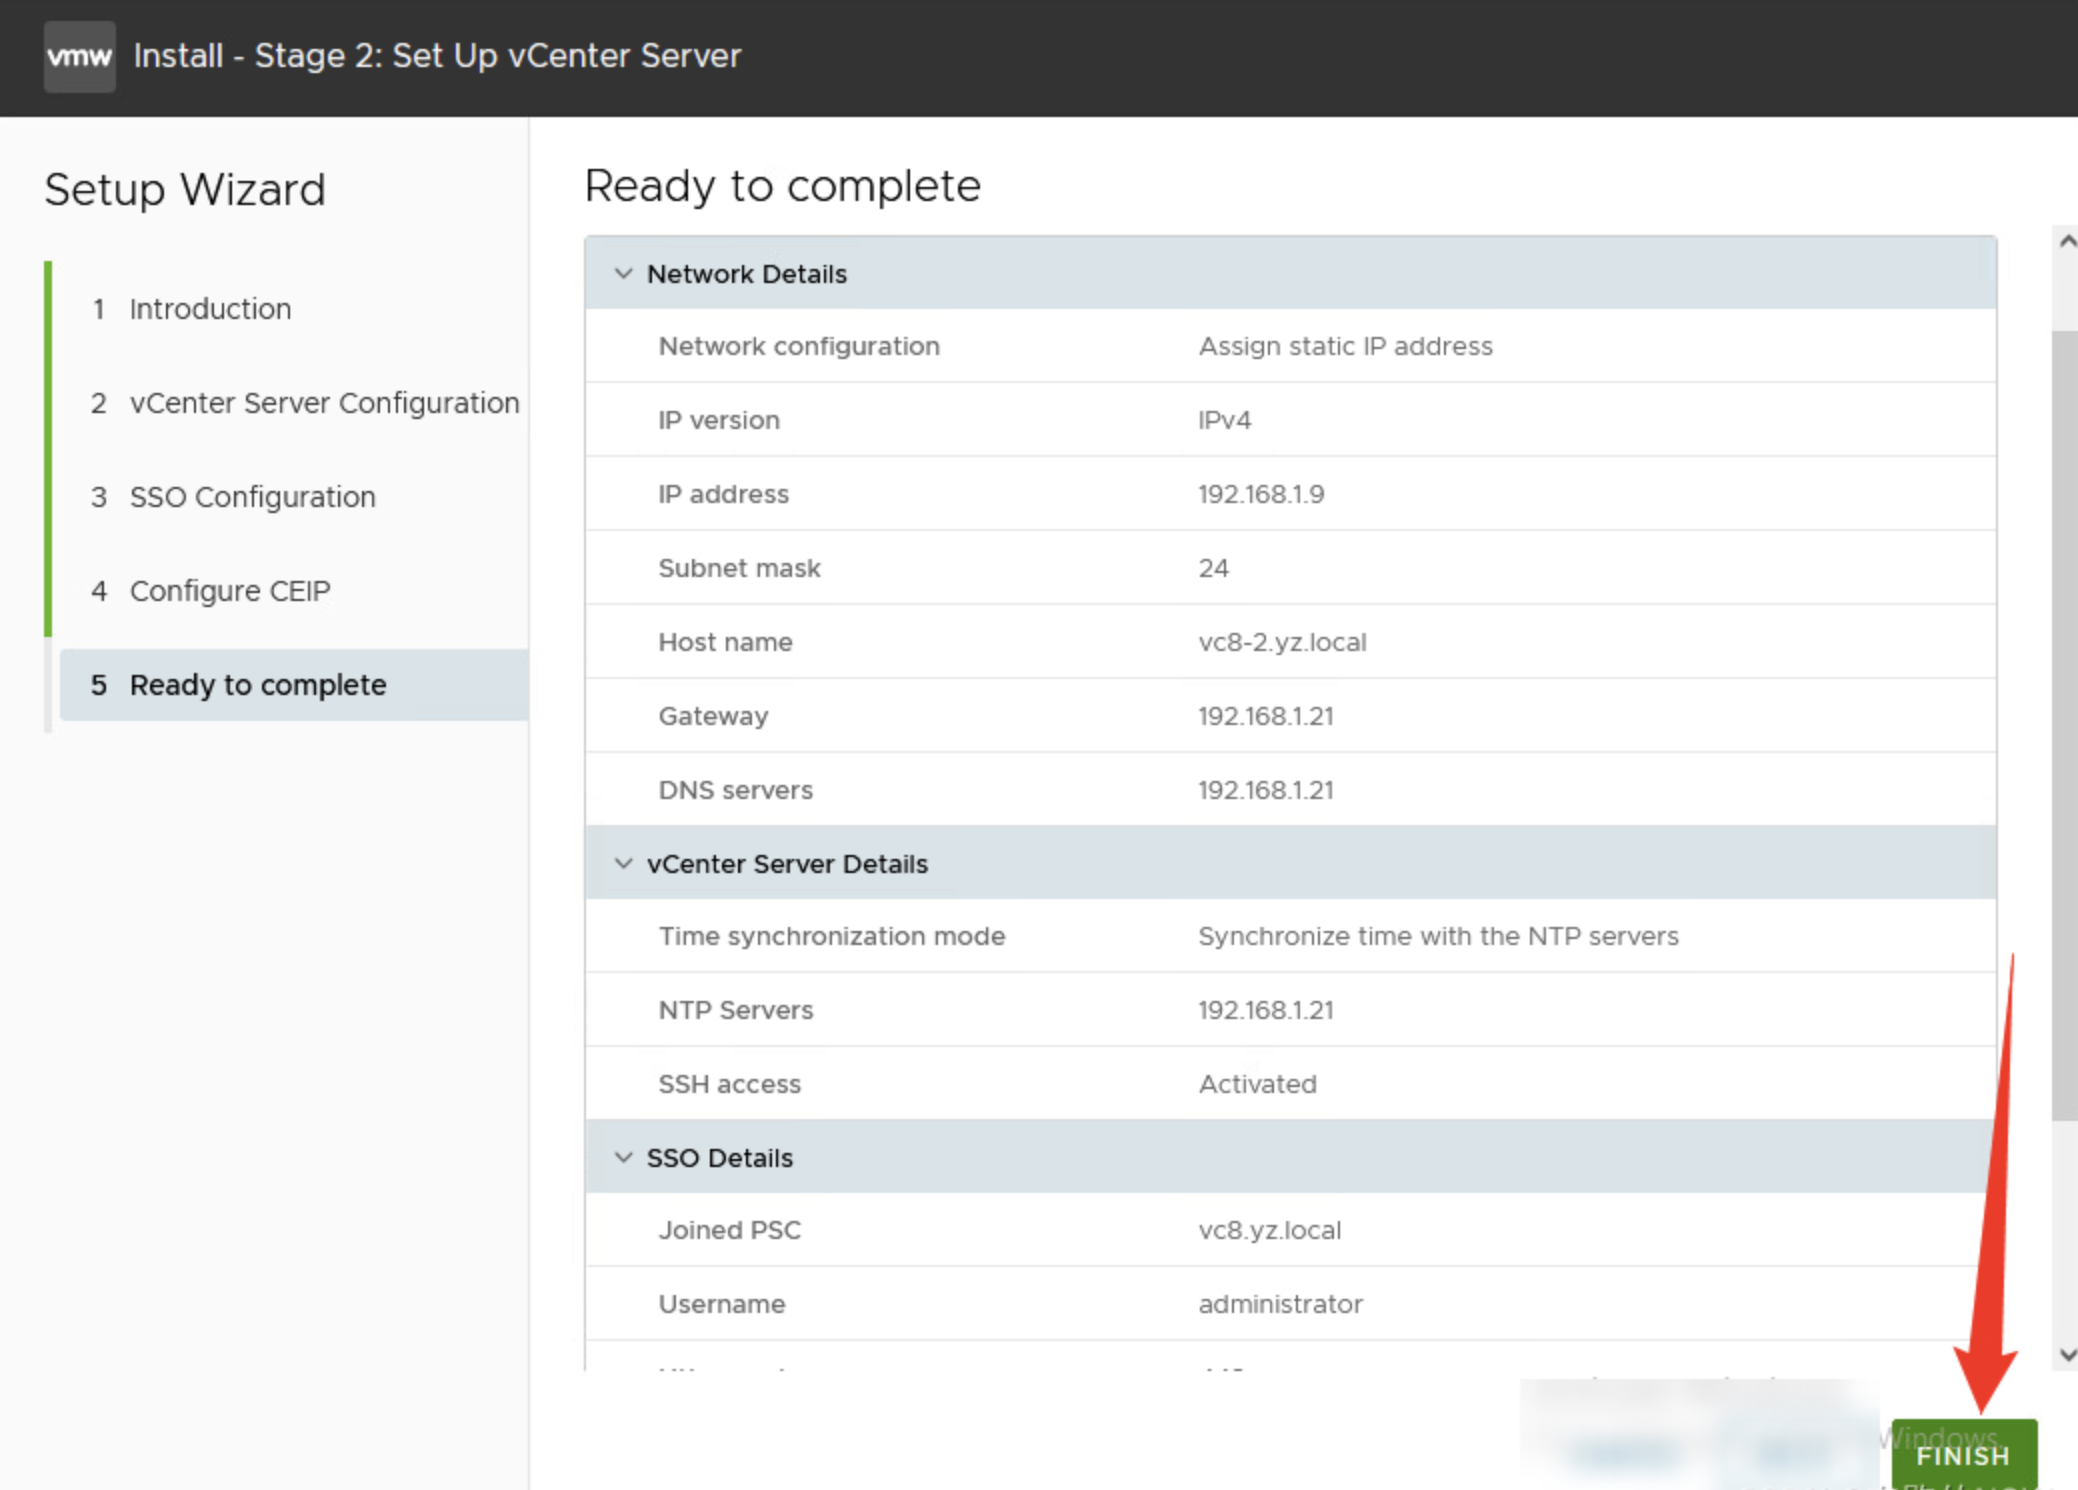 vmw Install - Stage 2: Set Up vCenter Server
Setup Wizard
1 Introduction
2 vCenter Server Configuration
3 SSO Configuration
4 Configure CEIP
5 Ready to complete
Ready to complete
Network Details
Network configuration Assign static IP address
IP version IPv4
IP address 192.168.1.9
Subnet mask 24
Host name vc8-2.yz.local
Gateway 192.168.1.21
DNS servers 192.168.1.21
vCenter Server Details
Time synchronization mode Synchronize time with the NTP servers
NTP Servers 192.168.1.21
SSH access Activated
SSO Details
Joined PSC vc8.yz.local
Username administrator
Windows
FINISH